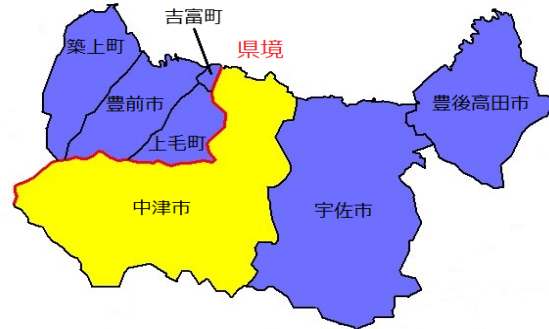 吉富町
築上町
県境
豊前市
豊後高田市
上毛町
中津市
宇佐市